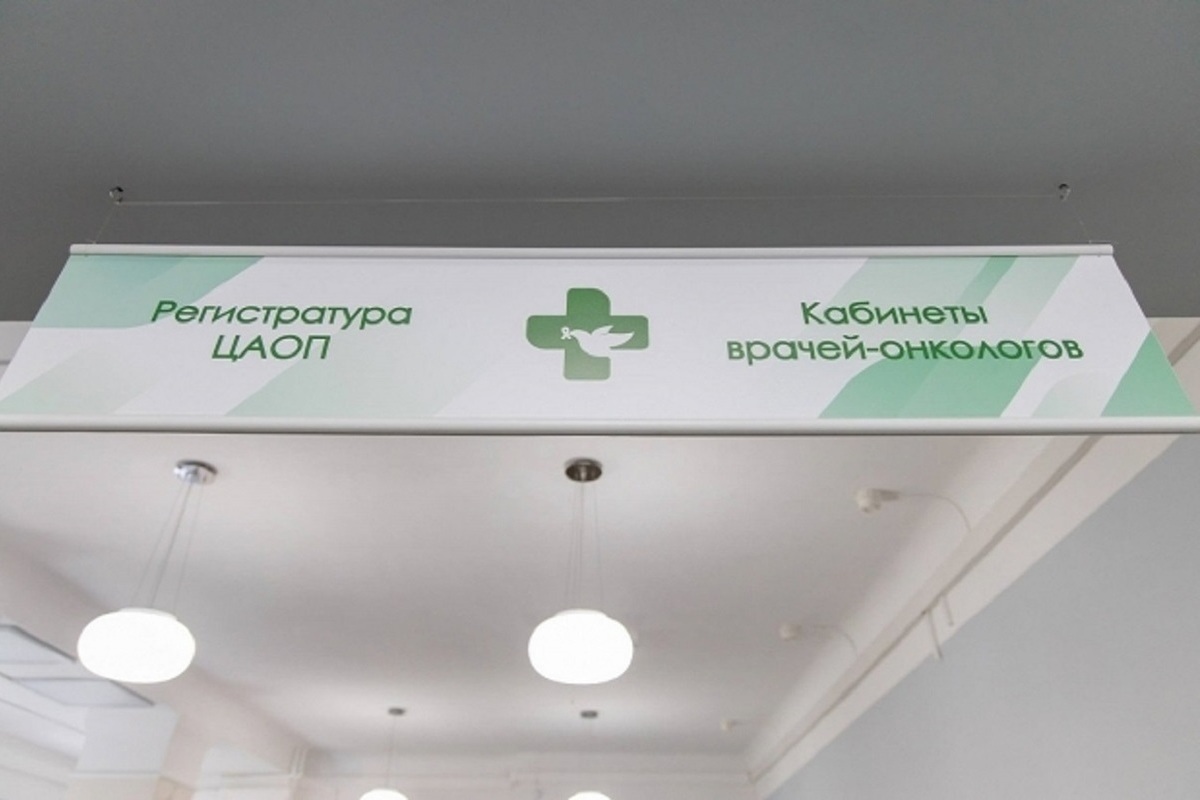 Регистратура
ЦАОП
Кабинеты
врачей-онкологов